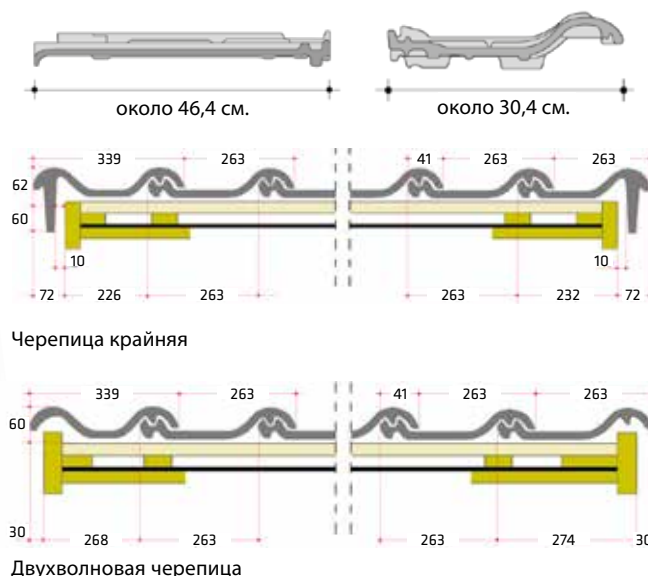 около 46,4 см.
около 30,4 см.
339 263 41 263 263
62
60
10 10
72 226 263 263 232 72
Черепица крайняя
339 263 41 263 263
60
30 268 263 263 274 30
Двухволновая черепица